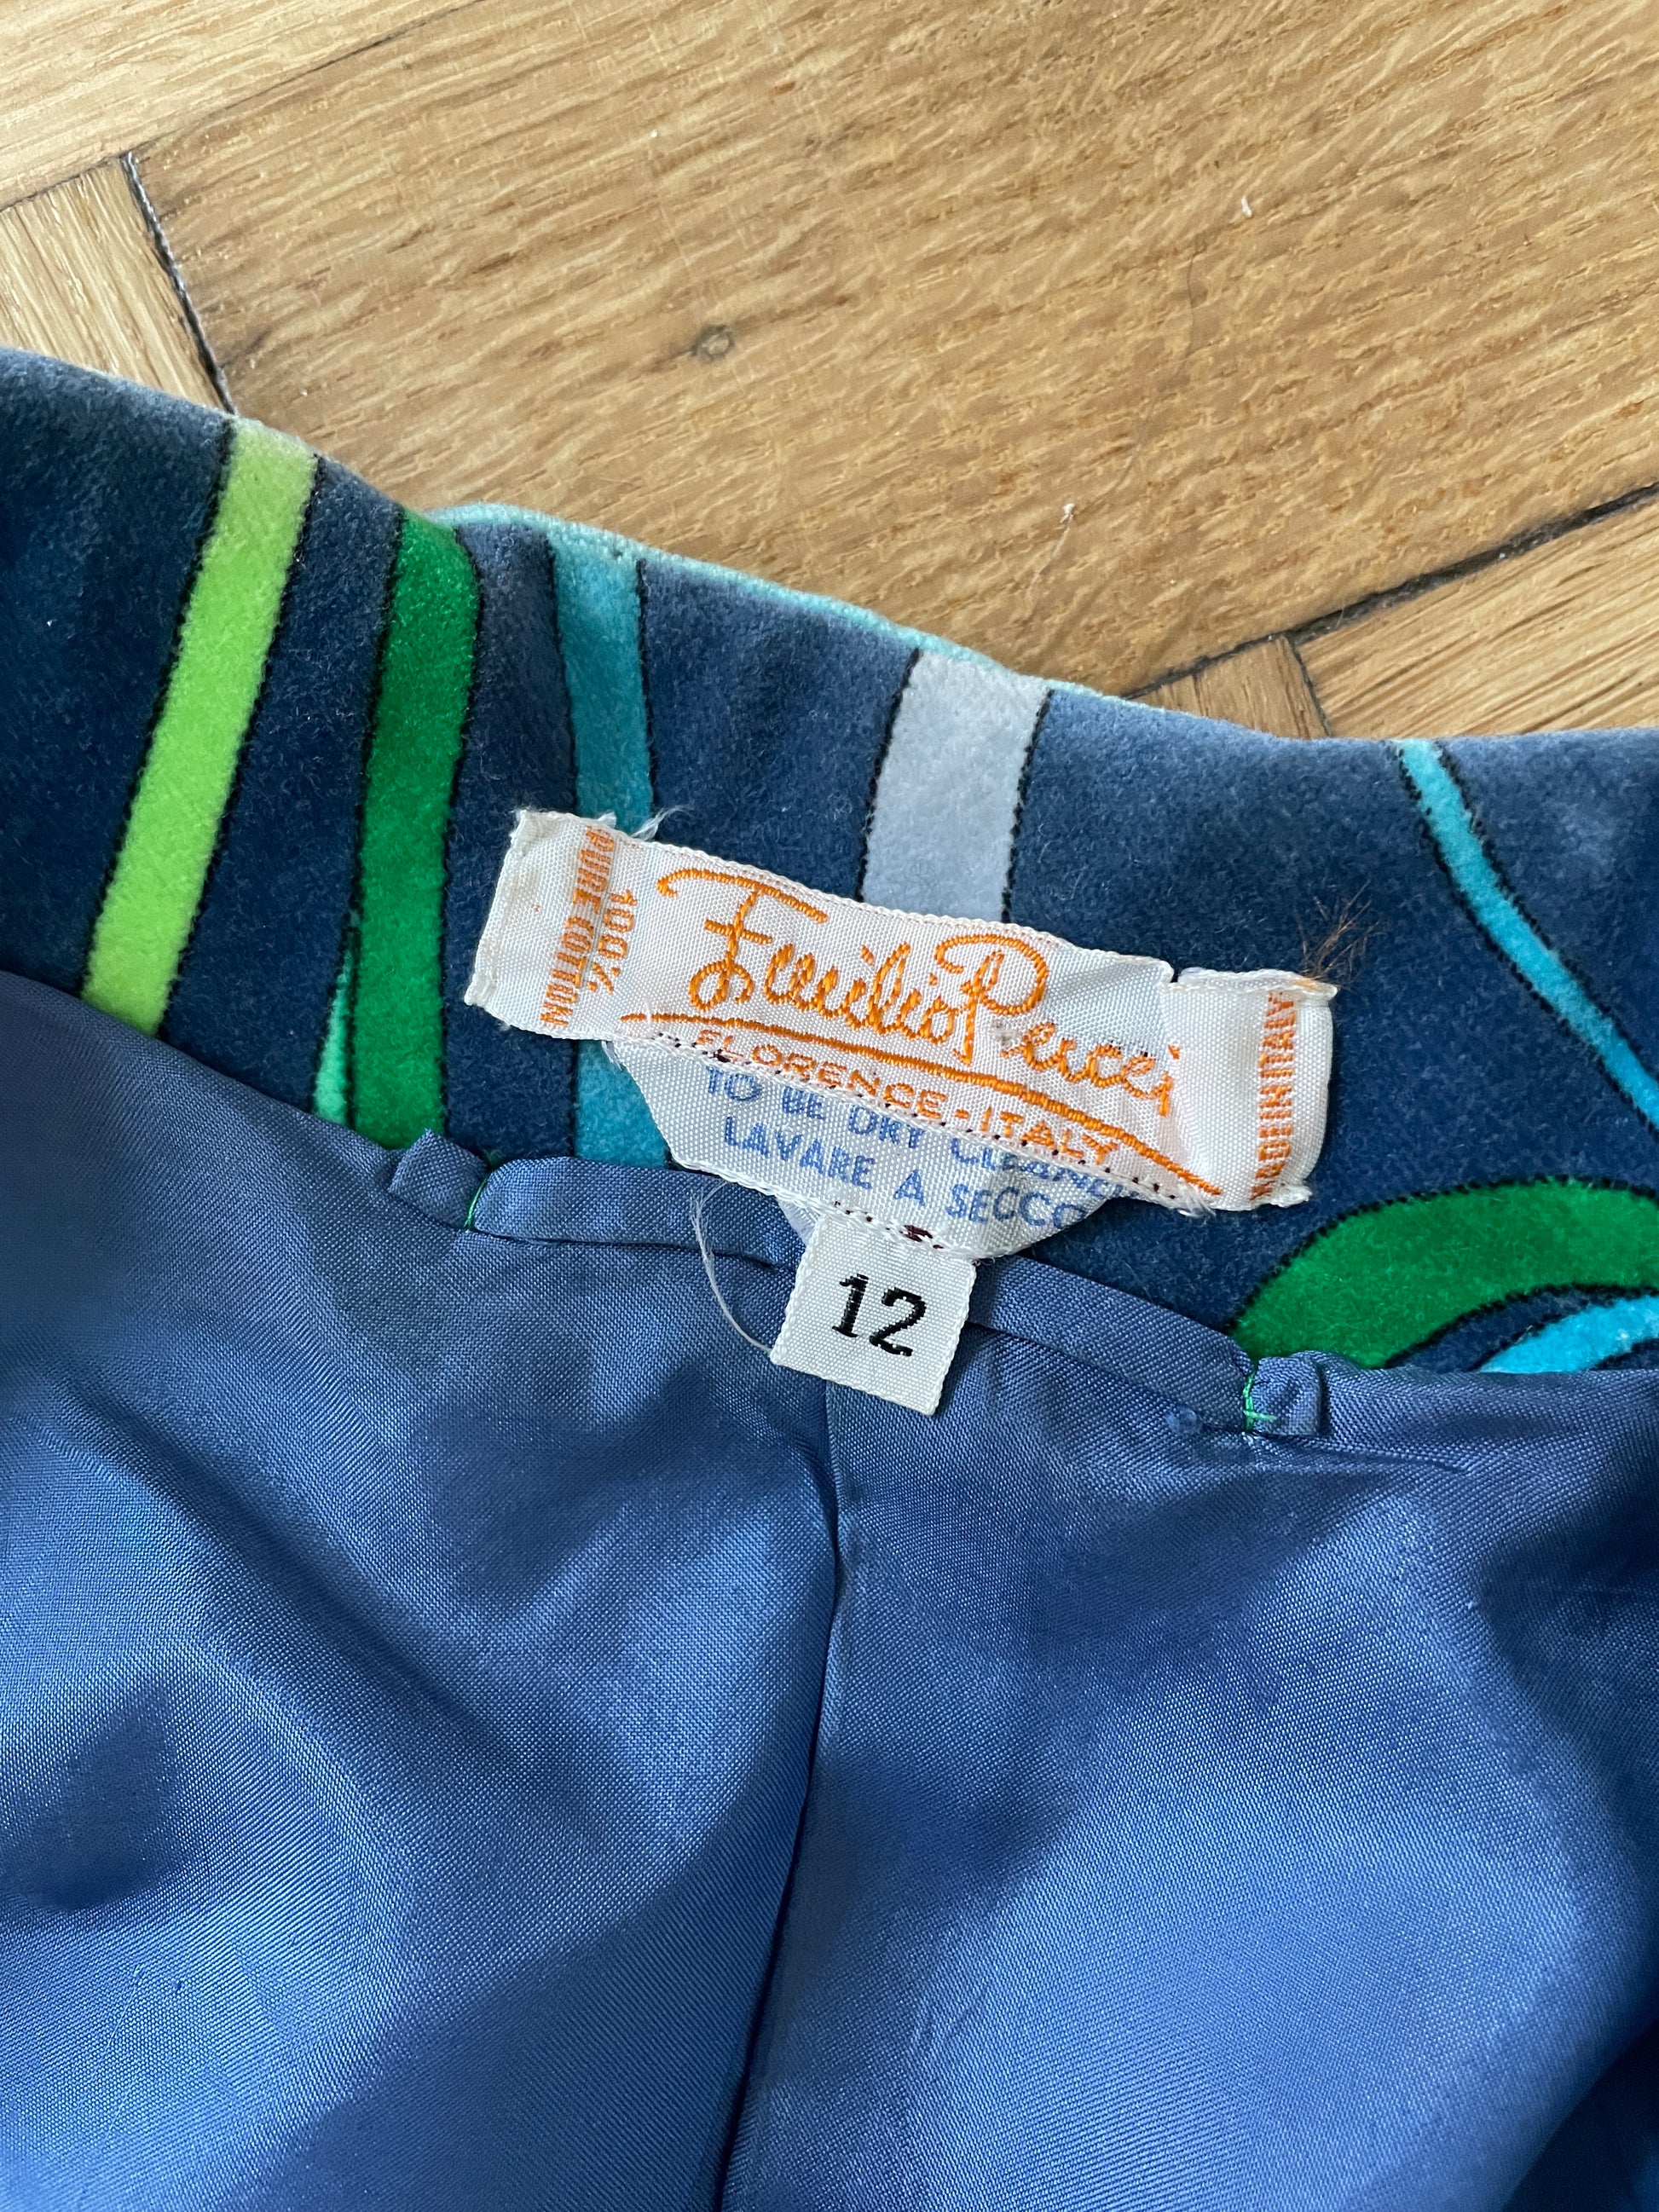 100%
PURE COTTON
Emilio Pucci
FLORENCE - ITALY
MADE IN ITALY
TO BE DRY CLEANED
LAVARE A SECCO
12